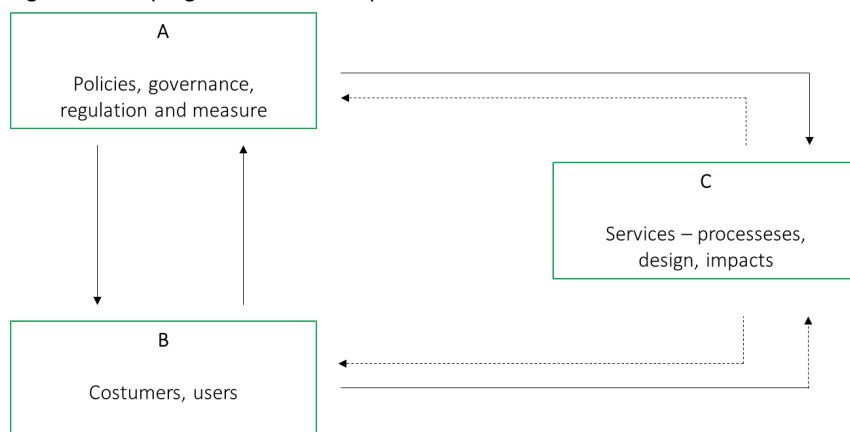 A
Policies, governance,
regulation and measure
C
Services – processeses,
design, impacts
B
Costumers, users